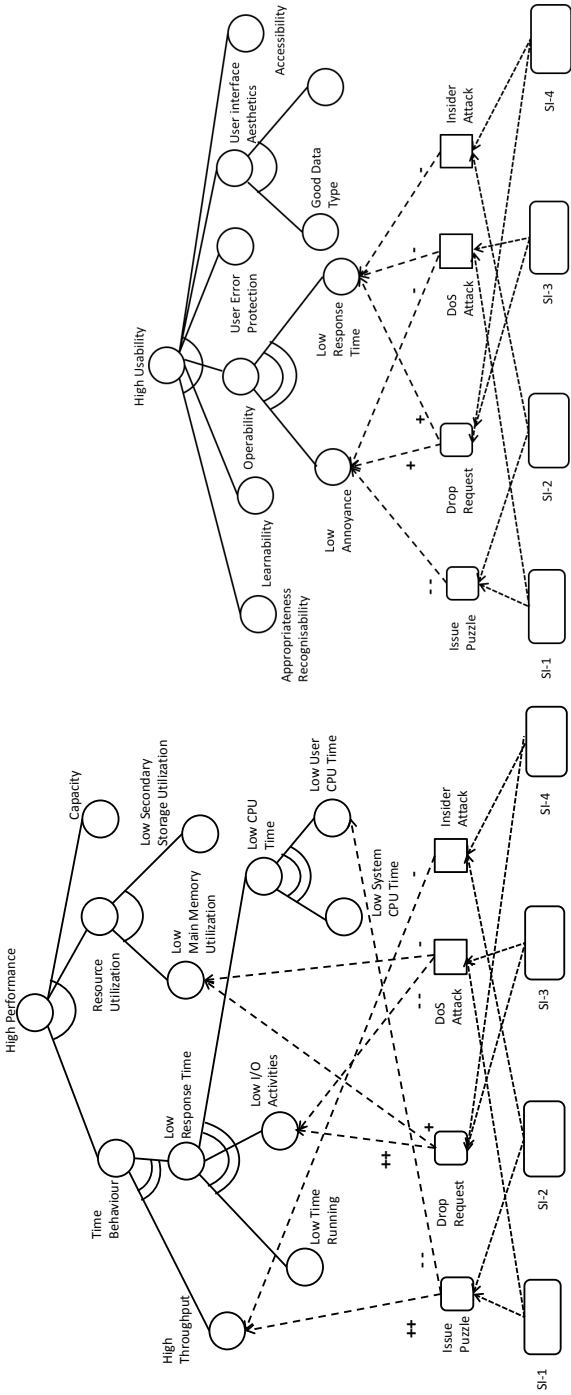 High Performance
Time
Behaviour
Resource
Utilization
Capacity
High
Throughput
Low
Response Time
Low
Main Memory
Utilization
Low Secondary
Storage Utilization
Low Time
Running
Low I/O
Activities
Low CPU
Time
Low System
CPU Time
Low User
CPU Time
++
--
++
+
--
-
-
Issue
Puzzle
Drop
Request
DoS
Attack
Insider
Attack
SI-1
SI-2
SI-3
SI-4
High Usability
Appropriateness
Recognisability
Learnability
Operability
User Error
Protection
User interface
Aesthetics
Accessibility
Low
Annoyance
Low
Response
Time
Good Data
Type
--
+
+
-
-
-
Issue
Puzzle
Drop
Request
DoS
Attack
Insider
Attack
SI-1
SI-2
SI-3
SI-4